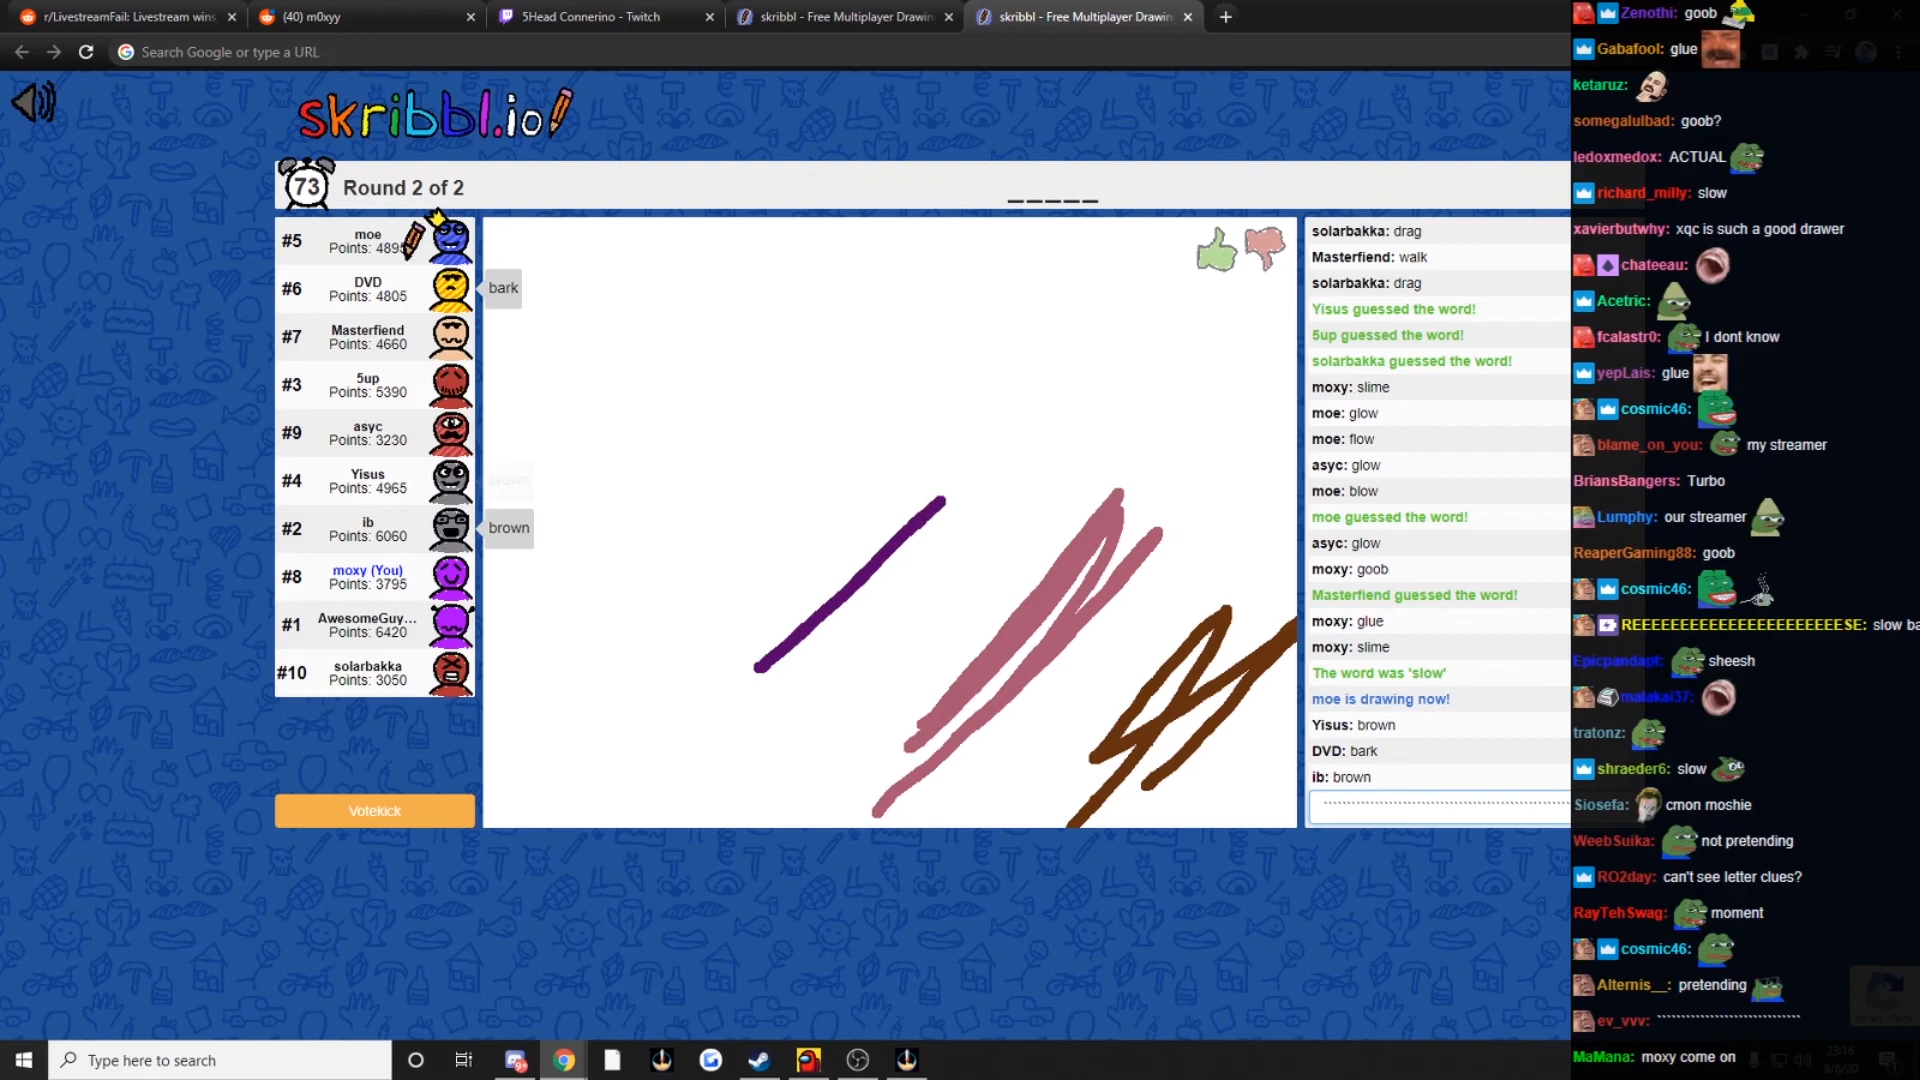 r/LivestreamFail: Livestream wins,
(40) m0xyy
5Head Connerino - Twitch
skribbl - Free Multiplayer Drawin
skribbl - Free Multiplayer Drawin
Search Google or type a URL
skribbl.io
73
Round 2 of 2
_____
#5
moe
Points: 4895
#6
DVD
Points: 4805
#7
Masterfiend
Points: 4660
#3
5up
Points: 5390
#9
asyc
Points: 3230
#4
Yisus
Points: 4965
#2
ib
Points: 6060
#8
moxy (You)
Points: 3795
#1
AwesomeGuy...
Points: 6420
#10
solarbakka
Points: 3050
Votekick
bark
brown
brown
solarbakka: drag
Masterfiend: walk
solarbakka: drag
Yisus guessed the word!
5up guessed the word!
solarbakka guessed the word!
moxy: slime
moe: glow
moe: flow
asyc: glow
moe: blow
moe guessed the word!
asyc: glow
moxy: goob
Masterfiend guessed the word!
moxy: glue
moxy: slime
The word was 'slow'
moe is drawing now!
Yisus: brown
DVD: bark
ib: brown
Zenothi: goob
Gabafool: glue
ketaruz:
somegalulbad: goob?
ledoxmedox: ACTUAL
richard_milly: slow
xavierbutwhy: xqc is such a good drawer
chateeau:
Acetric:
fcalastr0: I dont know
yepLais: glue
cosmic46:
blame_on_you: my streamer
BriansBangers: Turbo
Lumphy: our streamer
ReaperGaming88: goob
cosmic46:
slow ba
Epicpandapt: sheesh
malakai37:
tratonz:
shraeder6: slow
Siosefa: cmon moshie
WeebSuika: not pretending
RO2day: can't see letter clues?
RayTehSwag: moment
cosmic46:
Alternis__: pretending
ev_vvv:
MaMana: moxy come on
Type here to search
23:16
9/6/20